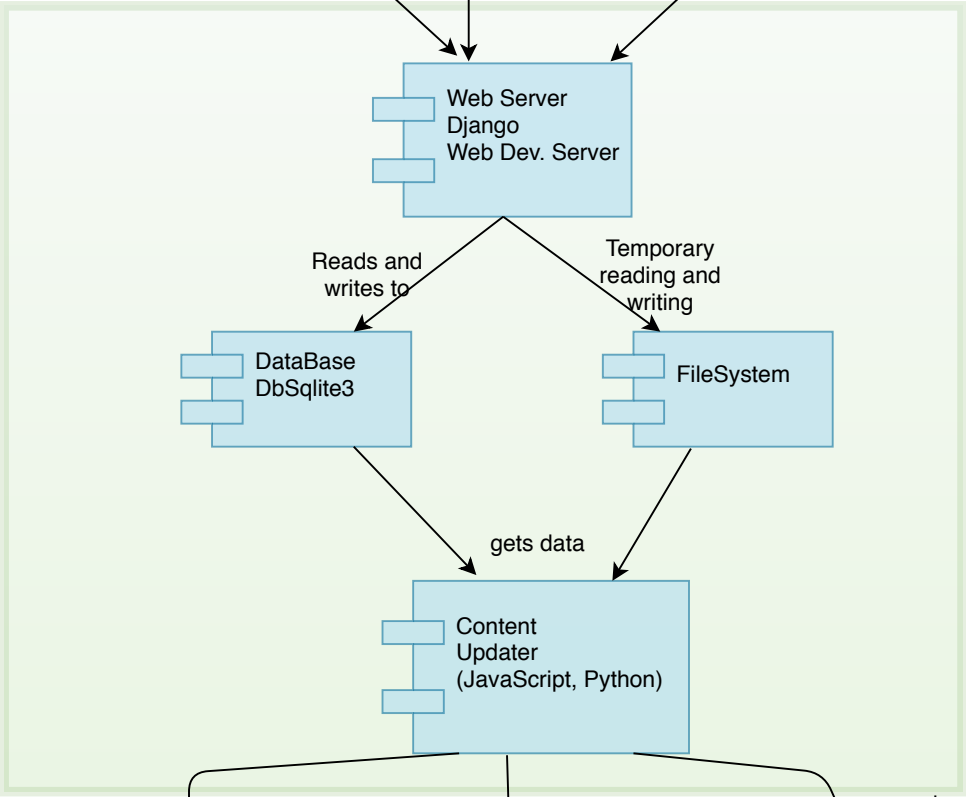 Web Server
Django
Web Dev. Server
Reads and
writes to
Temporary
reading and
writing
DataBase
DbSqlite3
FileSystem
gets data
Content
Updater
(JavaScript, Python)